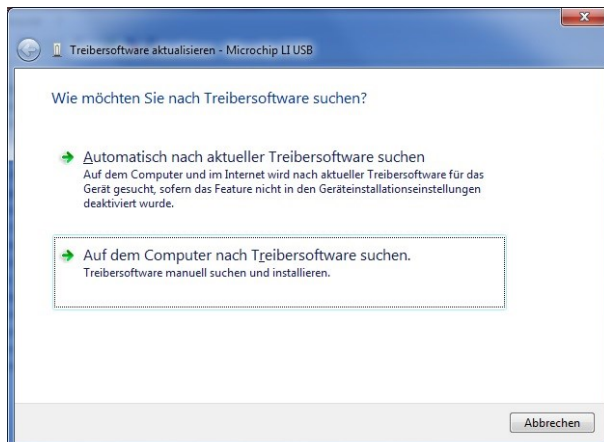 Treibersoftware aktualisieren - Microchip LI USB
Wie möchten Sie nach Treibersoftware suchen?
Automatisch nach aktueller Treibersoftware suchen
Auf dem Computer und im Internet wird nach aktueller Treibersoftware für das
Gerät gesucht, sofern das Feature nicht in den Geräteinstallationseinstellungen
deaktiviert wurde.
Auf dem Computer nach Treibersoftware suchen.
Treibersoftware manuell suchen und installieren.
Abbrechen